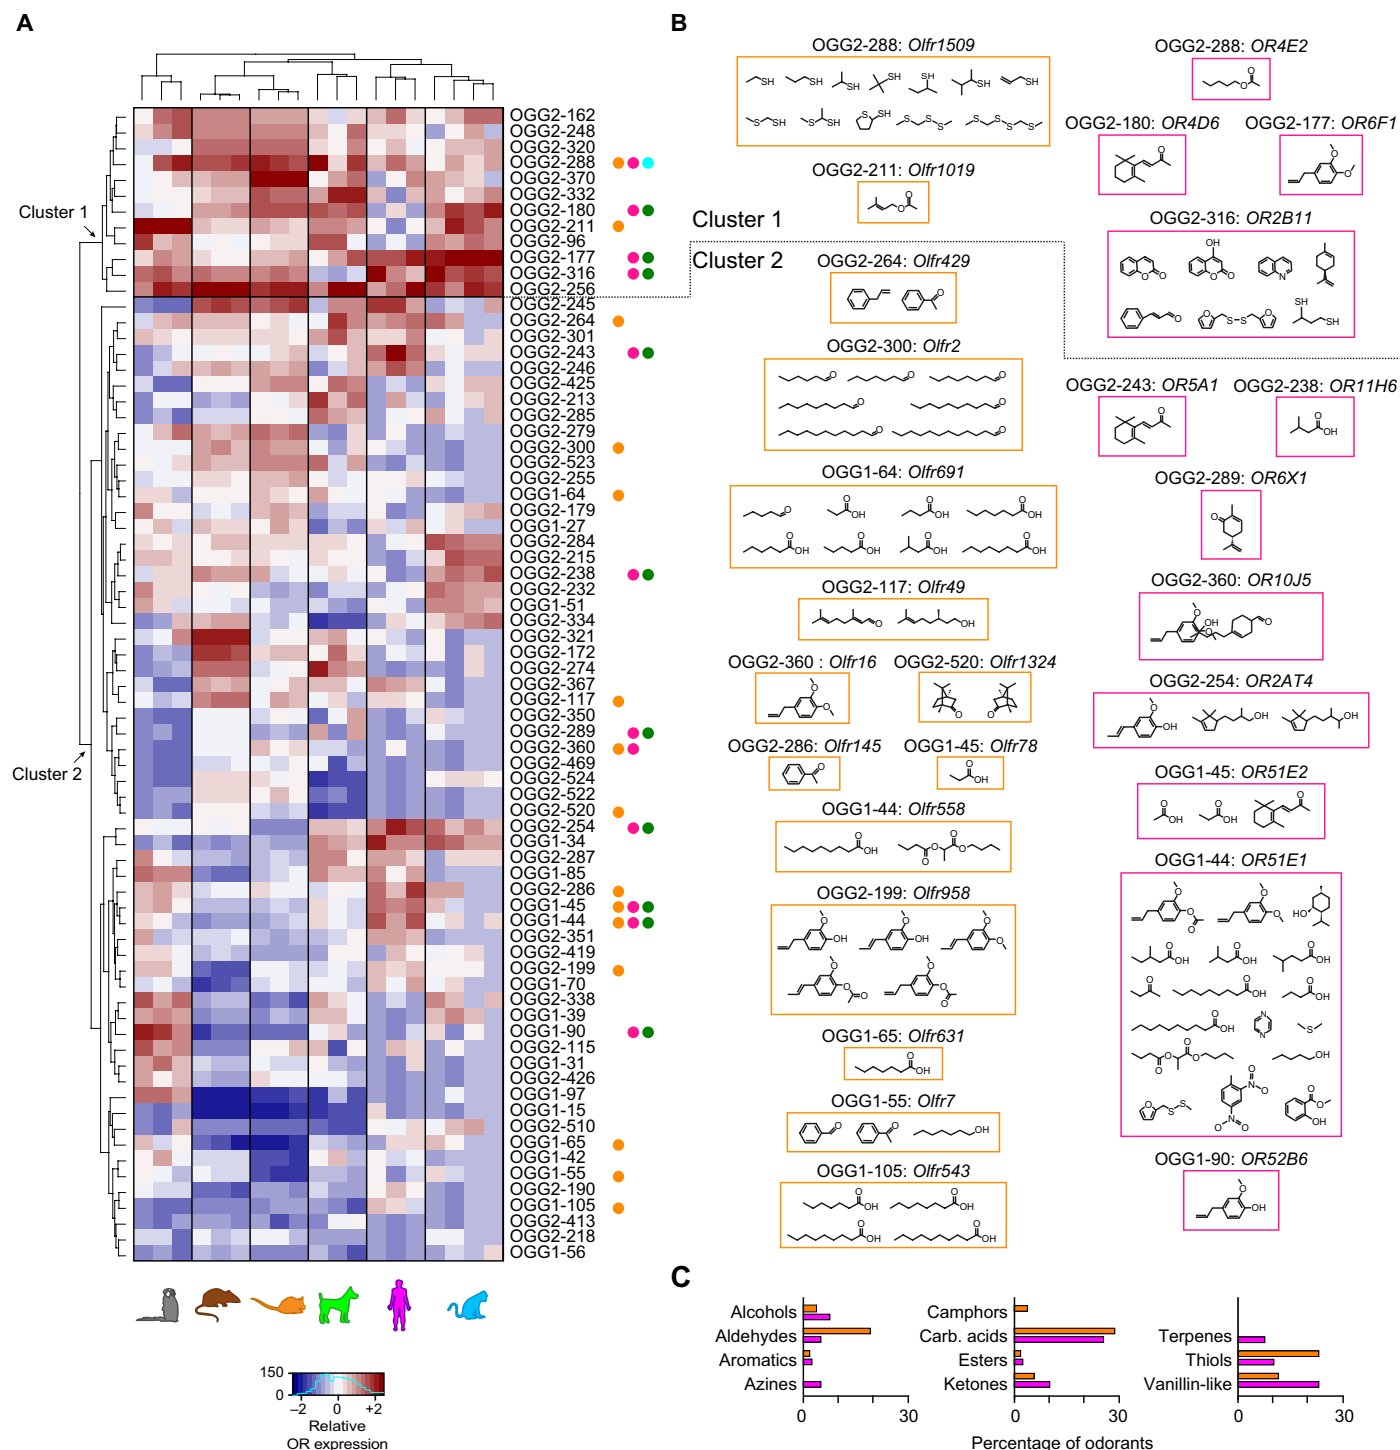 A
Cluster 1
Cluster 2
OGG2-162
OGG2-248
OGG2-320
OGG2-288
OGG2-370
OGG2-332
OGG2-180
OGG2-211
OGG2-96
OGG2-177
OGG2-316
OGG2-256
OGG2-245
OGG2-264
OGG2-301
OGG2-243
OGG2-246
OGG2-425
OGG2-213
OGG2-285
OGG2-279
OGG2-300
OGG2-523
OGG2-255
OGG1-64
OGG2-179
OGG1-27
OGG2-284
OGG2-215
OGG2-238
OGG2-232
OGG1-51
OGG2-334
OGG2-321
OGG2-172
OGG2-274
OGG2-367
OGG2-117
OGG2-350
OGG2-289
OGG2-360
OGG2-469
OGG2-524
OGG2-522
OGG2-520
OGG2-254
OGG1-34
OGG2-287
OGG1-85
OGG2-286
OGG1-45
OGG1-44
OGG2-351
OGG2-419
OGG2-199
OGG1-70
OGG2-338
OGG1-39
OGG1-90
OGG2-115
OGG1-31
OGG2-426
OGG1-97
OGG1-15
OGG2-510
OGG1-65
OGG1-42
OGG1-55
OGG2-190
OGG1-105
OGG2-413
OGG2-218
OGG1-56
150
0
−2 0 +2
Relative
OR expression
B
OGG2-288: Olfr1509
OGG2-211: Olfr1019
Cluster 1
Cluster 2
OGG2-264: Olfr429
OGG2-300: Olfr2
OGG1-64: Olfr691
OGG2-117: Olfr49
OGG2-360 : Olfr16
OGG2-520: Olfr1324
OGG2-286: Olfr145
OGG1-45: Olfr78
OGG1-44: Olfr558
OGG2-199: Olfr958
OGG1-65: Olfr631
OGG1-55: Olfr7
OGG1-105: Olfr543
OGG2-288: OR4E2
OGG2-180: OR4D6
OGG2-177: OR6F1
OGG2-316: OR2B11
OGG2-243: OR5A1
OGG2-238: OR11H6
OGG2-289: OR6X1
OGG2-360: OR10J5
OGG2-254: OR2AT4
OGG1-45: OR51E2
OGG1-44: OR51E1
OGG1-90: OR52B6
C
Alcohols
Aldehydes
Aromatics
Azines
0 30
Camphors
Carb. acids
Esters
Ketones
0 30
Terpenes
Thiols
Vanillin-like
0 30
Percentage of odorants